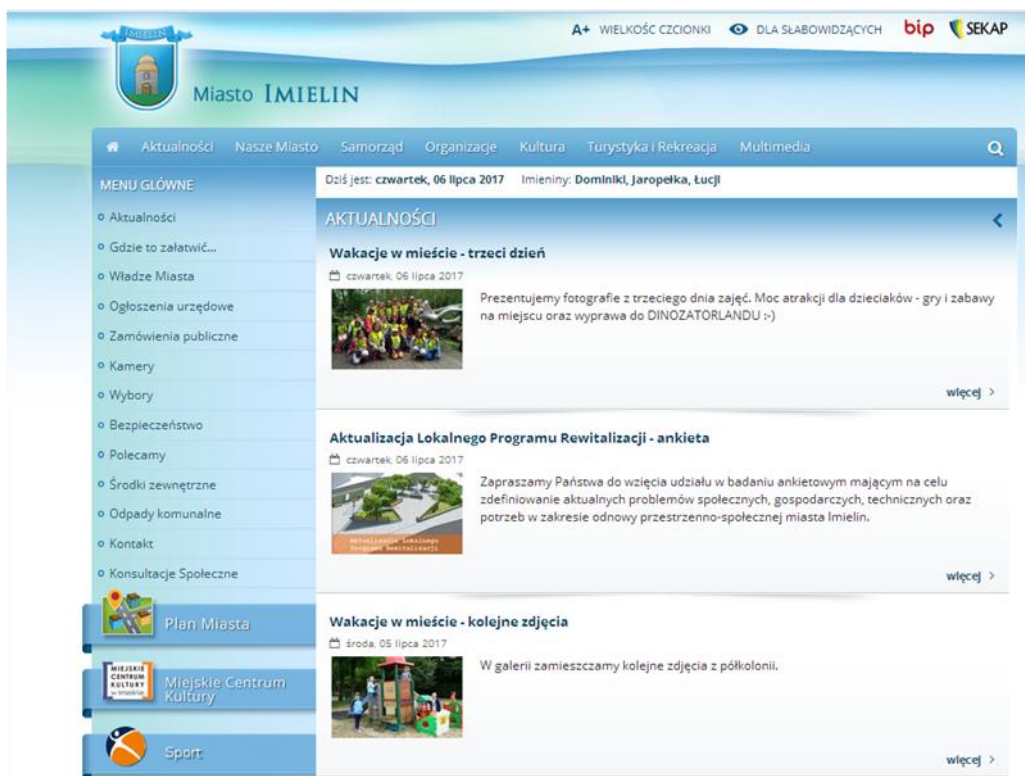 IMIELIN
A+ WIELKOŚC CZCIONKI DLA SŁABOWIDZĄCYCH bip SEKAP
Miasto IMIELIN
Aktualności Nasze Miasto Samorząd Organizacje Kultura Turystyka i Rekreacja Multimedia
MENU GLÓWNE
Dziś jest: czwartek, 06 lipca 2017 Imieniny: Dominiki, Jaropełka, Łucji
Aktualności
Gdzie to załatwić...
Władze Miasta
Ogłoszenia urzędowe
Zamówienia publiczne
Kamery
Wybory
Bezpieczeństwo
Polecamy
Środki zewnętrzne
Odpady komunalne
Kontakt
Konsultacje Społeczne
Plan Miasta
MIEJSKIE
CENTRUM
KULTURY
w Imielinie
Miejskie Centrum
Kultury
Sport
AKTUALNOŚCI
Wakacje w mieście - trzeci dzień
czwartek, 06 lipca 2017
Prezentujemy fotografie z trzeciego dnia zajęć. Moc atrakcji dla dzieciaków - gry i zabawy
na miejscu oraz wyprawa do DINOZATORLANDU :-)
więcej >
Aktualizacja Lokalnego Programu Rewitalizacji - ankieta
czwartek, 06 lipca 2017
Aktualizacja Lokalnego
Programu Rewitalizacji
Zapraszamy Państwa do wzięcia udziału w badaniu ankietowym mającym na celu
zdefiniowanie aktualnych problemów społecznych, gospodarczych, technicznych oraz
potrzeb w zakresie odnowy przestrzenno-społecznej miasta Imielin.
więcej >
Wakacje w mieście - kolejne zdjęcia
środa, 05 lipca 2017
W galerii zamieszczamy kolejne zdjęcia z półkolonii.
więcej >